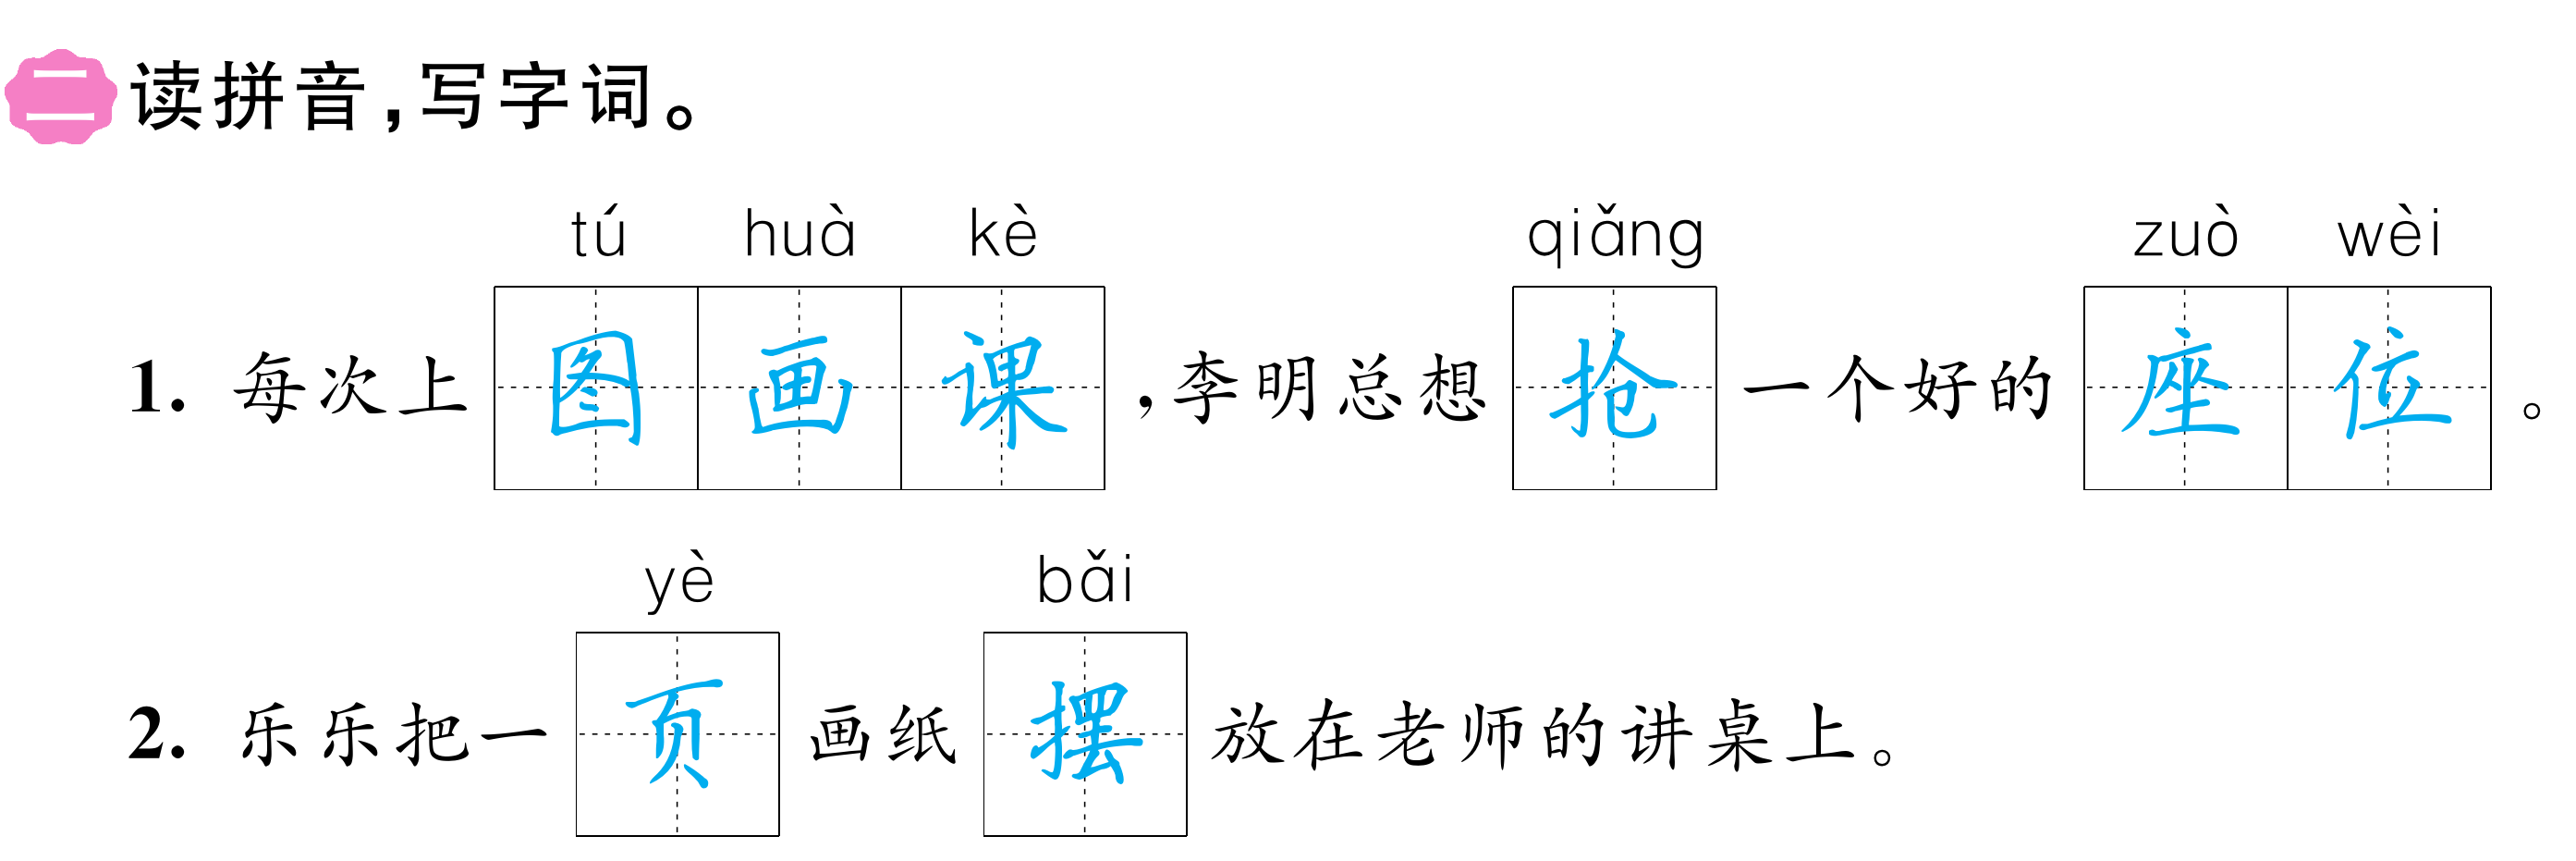 二 读拼音,写字词。
tú huà kè qiǎng zuò wèi
1. 每次上图画课,李明总想抢一个好的座位。
yè bǎi
2. 乐乐把一页画纸摆放在老师的讲桌上。